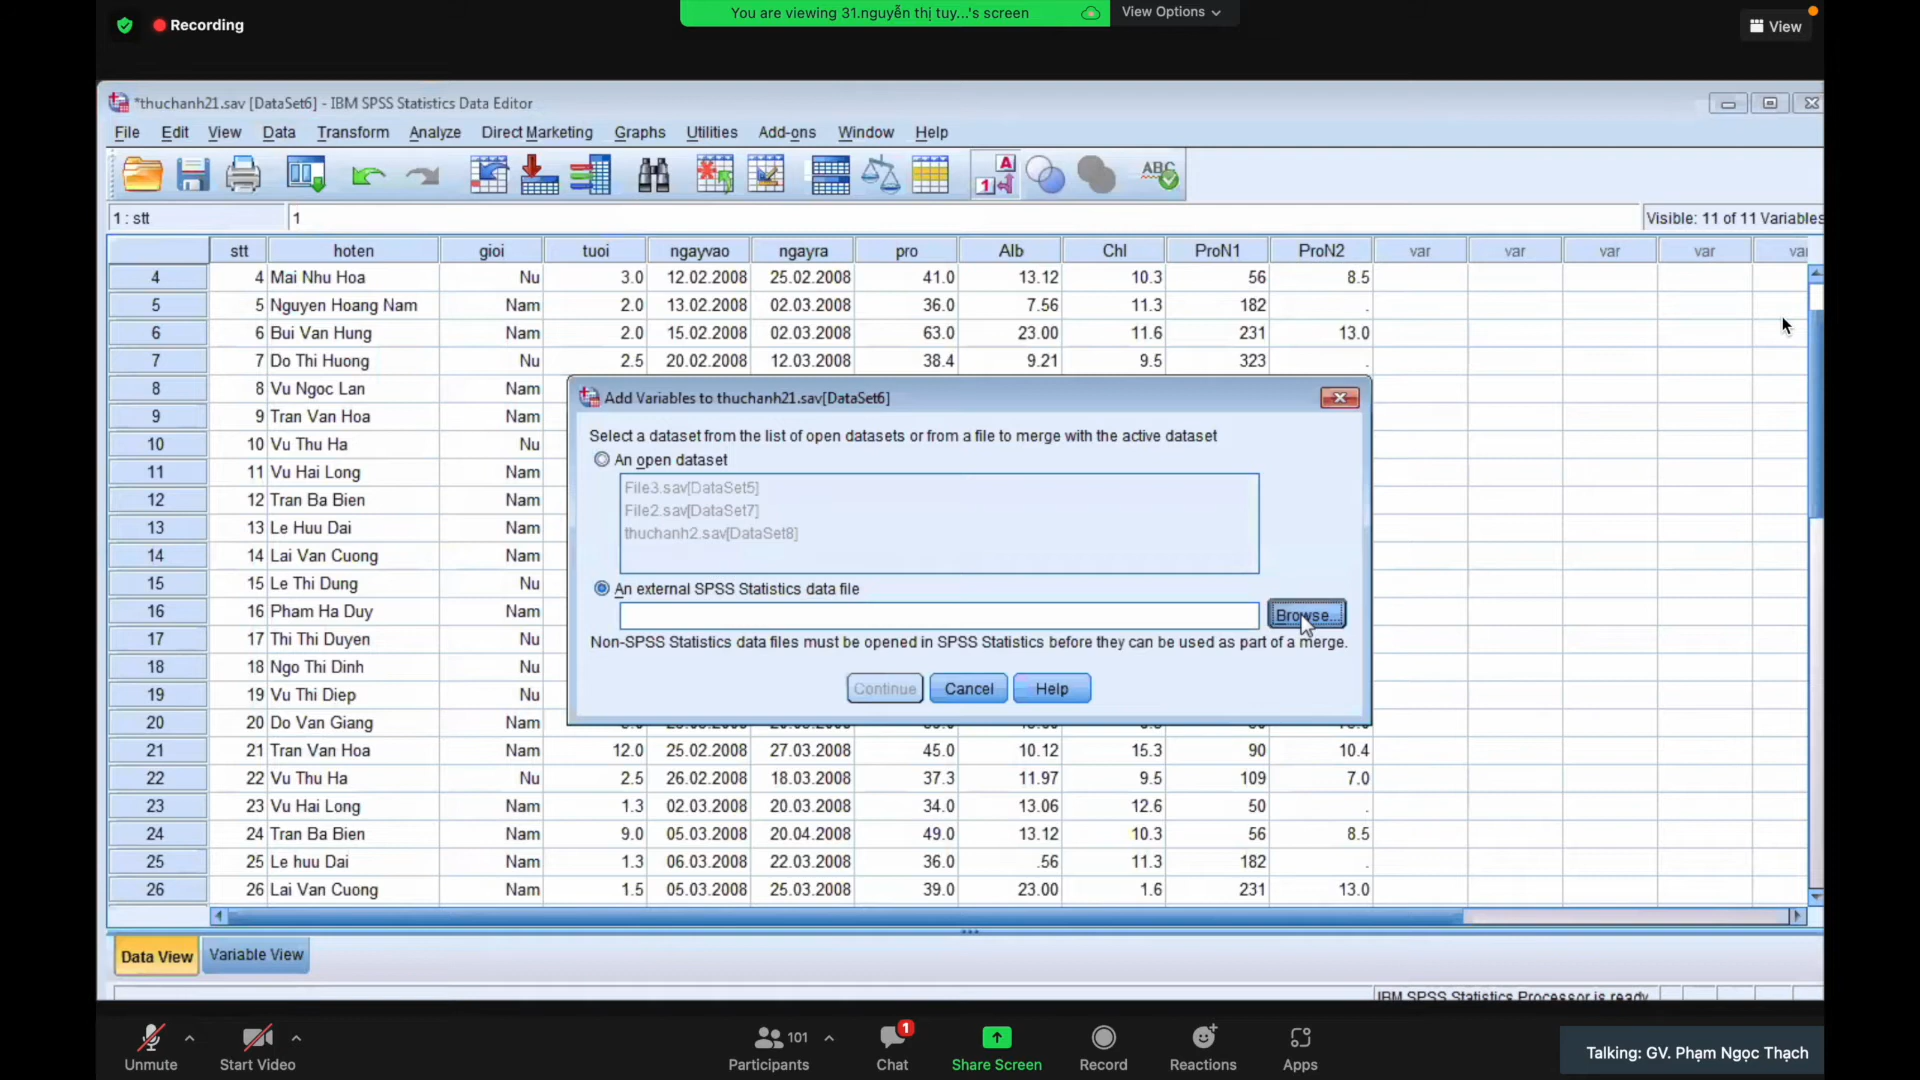 Recording
You are viewing 31.nguyễn thị tuy...'s screen
View Options
View
*thuchanh21.sav [DataSet6] - IBM SPSS Statistics Data Editor
File Edit View Data Transform Analyze Direct Marketing Graphs Utilities Add-ons Window Help
1 : stt 1 Visible: 11 of 11 Variables
stt hoten gioi tuoi ngayvao ngayra pro Alb Chl ProN1 ProN2 var var var var
4 4 Mai Nhu Hoa Nu 3.0 12.02.2008 25.02.2008 41.0 13.12 10.3 56 8.5
5 5 Nguyen Hoang Nam Nam 2.0 13.02.2008 02.03.2008 36.0 7.56 11.3 182 .
6 6 Bui Van Hung Nam 2.0 15.02.2008 02.03.2008 63.0 23.00 11.6 231 13.0
7 7 Do Thi Huong Nu 2.5 20.02.2008 12.03.2008 38.4 9.21 9.5 323 .
8 8 Vu Ngoc Lan Nam
9 9 Tran Van Hoa Nam
10 10 Vu Thu Ha Nu
11 11 Vu Hai Long Nam
12 12 Tran Ba Bien Nam
13 13 Le Huu Dai Nam
14 14 Lai Van Cuong Nam
15 15 Le Thi Dung Nu
16 16 Pham Ha Duy Nam
17 17 Thi Thi Duyen Nu
18 18 Ngo Thi Dinh Nu
19 19 Vu Thi Diep Nu
20 20 Do Van Giang Nam
21 21 Tran Van Hoa Nam 12.0 25.02.2008 27.03.2008 45.0 10.12 15.3 90 10.4
22 22 Vu Thu Ha Nu 2.5 26.02.2008 18.03.2008 37.3 11.97 9.5 109 7.0
23 23 Vu Hai Long Nam 1.3 02.03.2008 20.03.2008 34.0 13.06 12.6 50 .
24 24 Tran Ba Bien Nam 9.0 05.03.2008 20.04.2008 49.0 13.12 10.3 56 8.5
25 25 Le huu Dai Nam 1.3 06.03.2008 22.03.2008 36.0 .56 11.3 182 .
26 26 Lai Van Cuong Nam 1.5 05.03.2008 25.03.2008 39.0 23.00 1.6 231 13.0
Add Variables to thuchanh21.sav[DataSet6]
Select a dataset from the list of open datasets or from a file to merge with the active dataset
An open dataset
File3.sav[DataSet5]
File2.sav[DataSet7]
thuchanh2.sav[DataSet8]
An external SPSS Statistics data file
Browse...
Non-SPSS Statistics data files must be opened in SPSS Statistics before they can be used as part of a merge.
Continue Cancel Help
Data View Variable View
IBM SPSS Statistics Processor is ready
Unmute
Start Video
101
Participants
1
Chat
Share Screen
Record
Reactions
Apps
Talking: GV. Phạm Ngọc Thạch